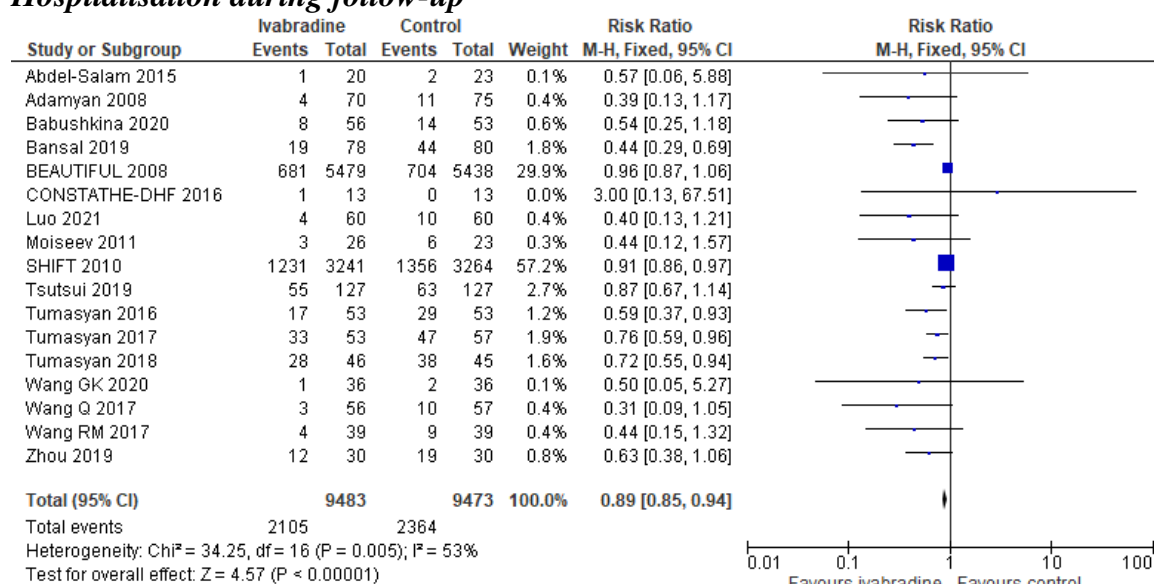 Hospitalisation during follow-up
Ivabradine Control Risk Ratio Risk Ratio
Study or Subgroup Events Total Events Total Weight M-H, Fixed, 95% CI M-H, Fixed, 95% CI
Abdel-Salam 2015 1 20 2 23 0.1% 0.57 [0.06, 5.88]
Adamyan 2008 4 70 11 75 0.4% 0.39 [0.13, 1.17]
Babushkina 2020 8 56 14 53 0.6% 0.54 [0.25, 1.18]
Bansal 2019 19 78 44 80 1.8% 0.44 [0.29, 0.69]
BEAUTIFUL 2008 681 5479 704 5438 29.9% 0.96 [0.87, 1.06]
CONSTATHE-DHF 2016 1 13 0 13 0.0% 3.00 [0.13, 67.51]
Luo 2021 4 60 10 60 0.4% 0.40 [0.13, 1.21]
Moiseev 2011 3 26 6 23 0.3% 0.44 [0.12, 1.57]
SHIFT 2010 1231 3241 1356 3264 57.2% 0.91 [0.86, 0.97]
Tsutsui 2019 55 127 63 127 2.7% 0.87 [0.67, 1.14]
Tumasyan 2016 17 53 29 53 1.2% 0.59 [0.37, 0.93]
Tumasyan 2017 33 53 47 57 1.9% 0.76 [0.59, 0.96]
Tumasyan 2018 28 46 38 45 1.6% 0.72 [0.55, 0.94]
Wang GK 2020 1 36 2 36 0.1% 0.50 [0.05, 5.27]
Wang Q 2017 3 56 10 57 0.4% 0.31 [0.09, 1.05]
Wang RM 2017 4 39 9 39 0.4% 0.44 [0.15, 1.32]
Zhou 2019 12 30 19 30 0.8% 0.63 [0.38, 1.06]
Total (95% CI) 9483 9473 100.0% 0.89 [0.85, 0.94]
Total events 2105 2364
Heterogeneity: Chi² = 34.25, df = 16 (P = 0.005); I² = 53%
Test for overall effect: Z = 4.57 (P < 0.00001)
0.01 0.1 1 10 100
Favours ivabradine Favours control